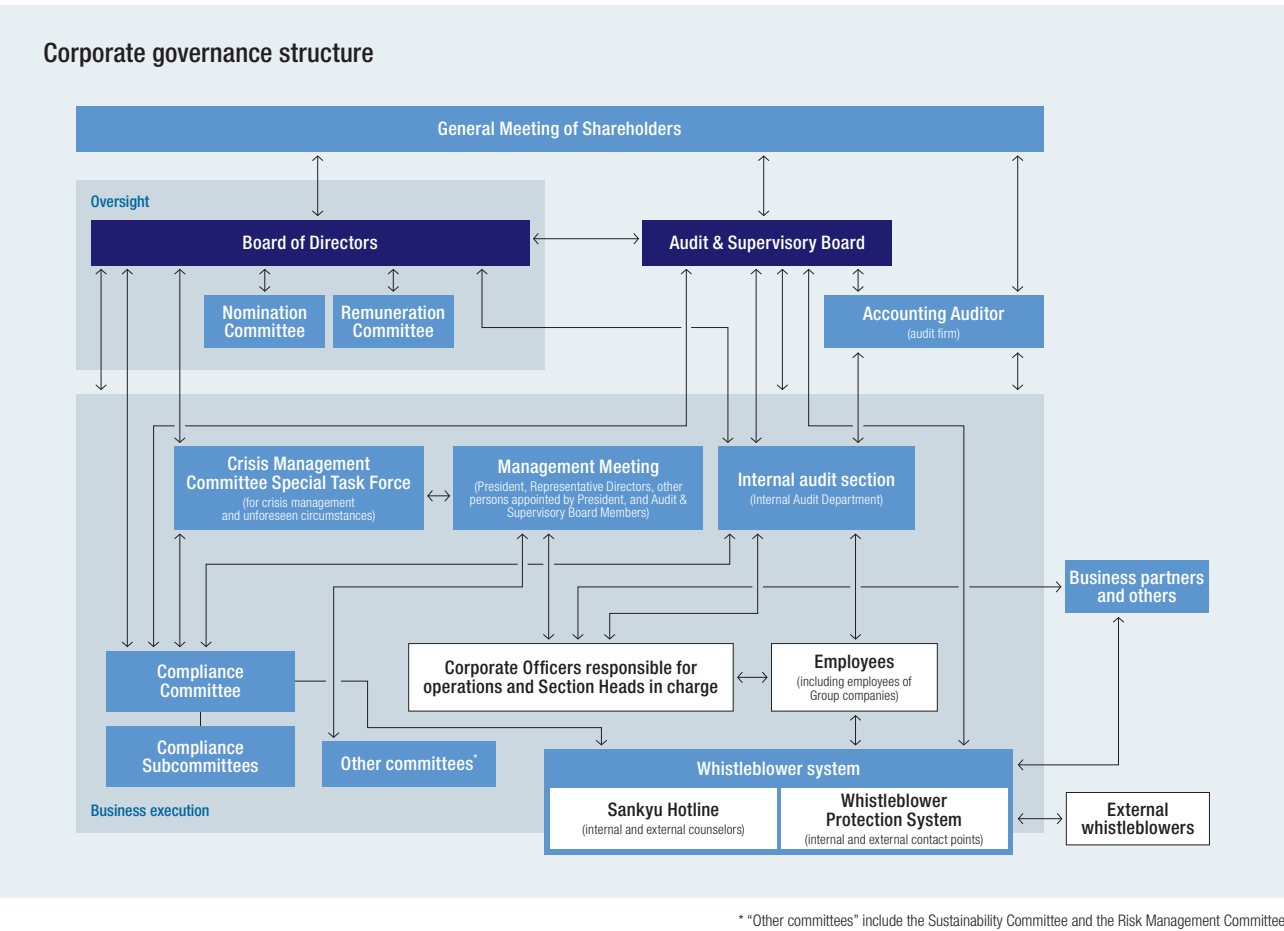 Corporate governance structure
General Meeting of Shareholders
Oversight
Board of Directors
Audit & Supervisory Board
Nomination
Committee
Remuneration
Committee
Accounting Auditor
(audit firm)
Crisis Management
Committee Special Task Force
(for crisis management
and unforeseen circumstances)
Management Meeting
(President, Representative Directors, other
persons appointed by President, and Audit &
Supervisory Board Members)
Internal audit section
(Internal Audit Department)
Business partners
and others
Compliance
Committee
Corporate Officers responsible for
operations and Section Heads in charge
Employees
(including employees of
Group companies)
Compliance
Subcommittees
Other committees*
Whistleblower system
Business execution
Sankyu Hotline
(internal and external counselors)
Whistleblower
Protection System
(internal and external contact points)
External
whistleblowers
* “Other committees” include the Sustainability Committee and the Risk Management Committee